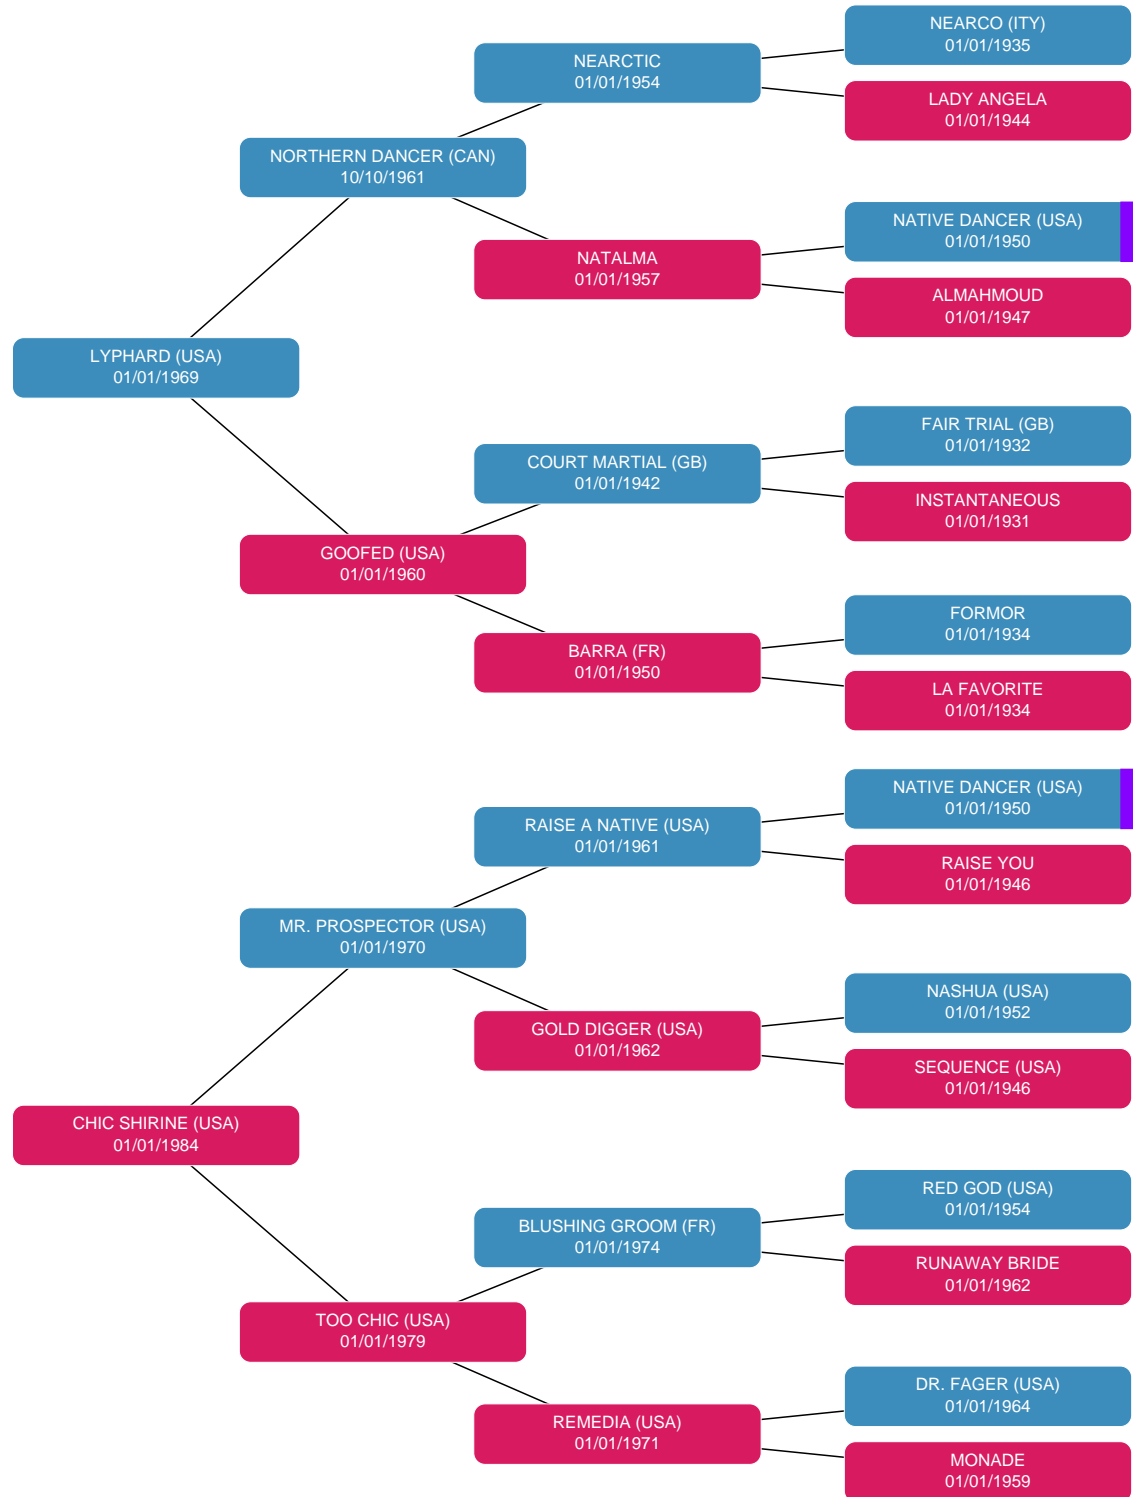 NEARCO (ITY)
01/01/1935
NEARCTIC
01/01/1954
LADY ANGELA
01/01/1944
NORTHERN DANCER (CAN)
10/10/1961
NATIVE DANCER (USA)
01/01/1950
NATALMA
01/01/1957
ALMAHMOUD
01/01/1947
LYPHARD (USA)
01/01/1969
FAIR TRIAL (GB)
01/01/1932
COURT MARTIAL (GB)
01/01/1942
INSTANTANEOUS
01/01/1931
GOOFED (USA)
01/01/1960
FORMOR
01/01/1934
BARRA (FR)
01/01/1950
LA FAVORITE
01/01/1934
NATIVE DANCER (USA)
01/01/1950
RAISE A NATIVE (USA)
01/01/1961
RAISE YOU
01/01/1946
MR. PROSPECTOR (USA)
01/01/1970
NASHUA (USA)
01/01/1952
GOLD DIGGER (USA)
01/01/1962
SEQUENCE (USA)
01/01/1946
CHIC SHIRINE (USA)
01/01/1984
RED GOD (USA)
01/01/1954
BLUSHING GROOM (FR)
01/01/1974
RUNAWAY BRIDE
01/01/1962
TOO CHIC (USA)
01/01/1979
DR. FAGER (USA)
01/01/1964
REMEDIA (USA)
01/01/1971
MONADE
01/01/1959